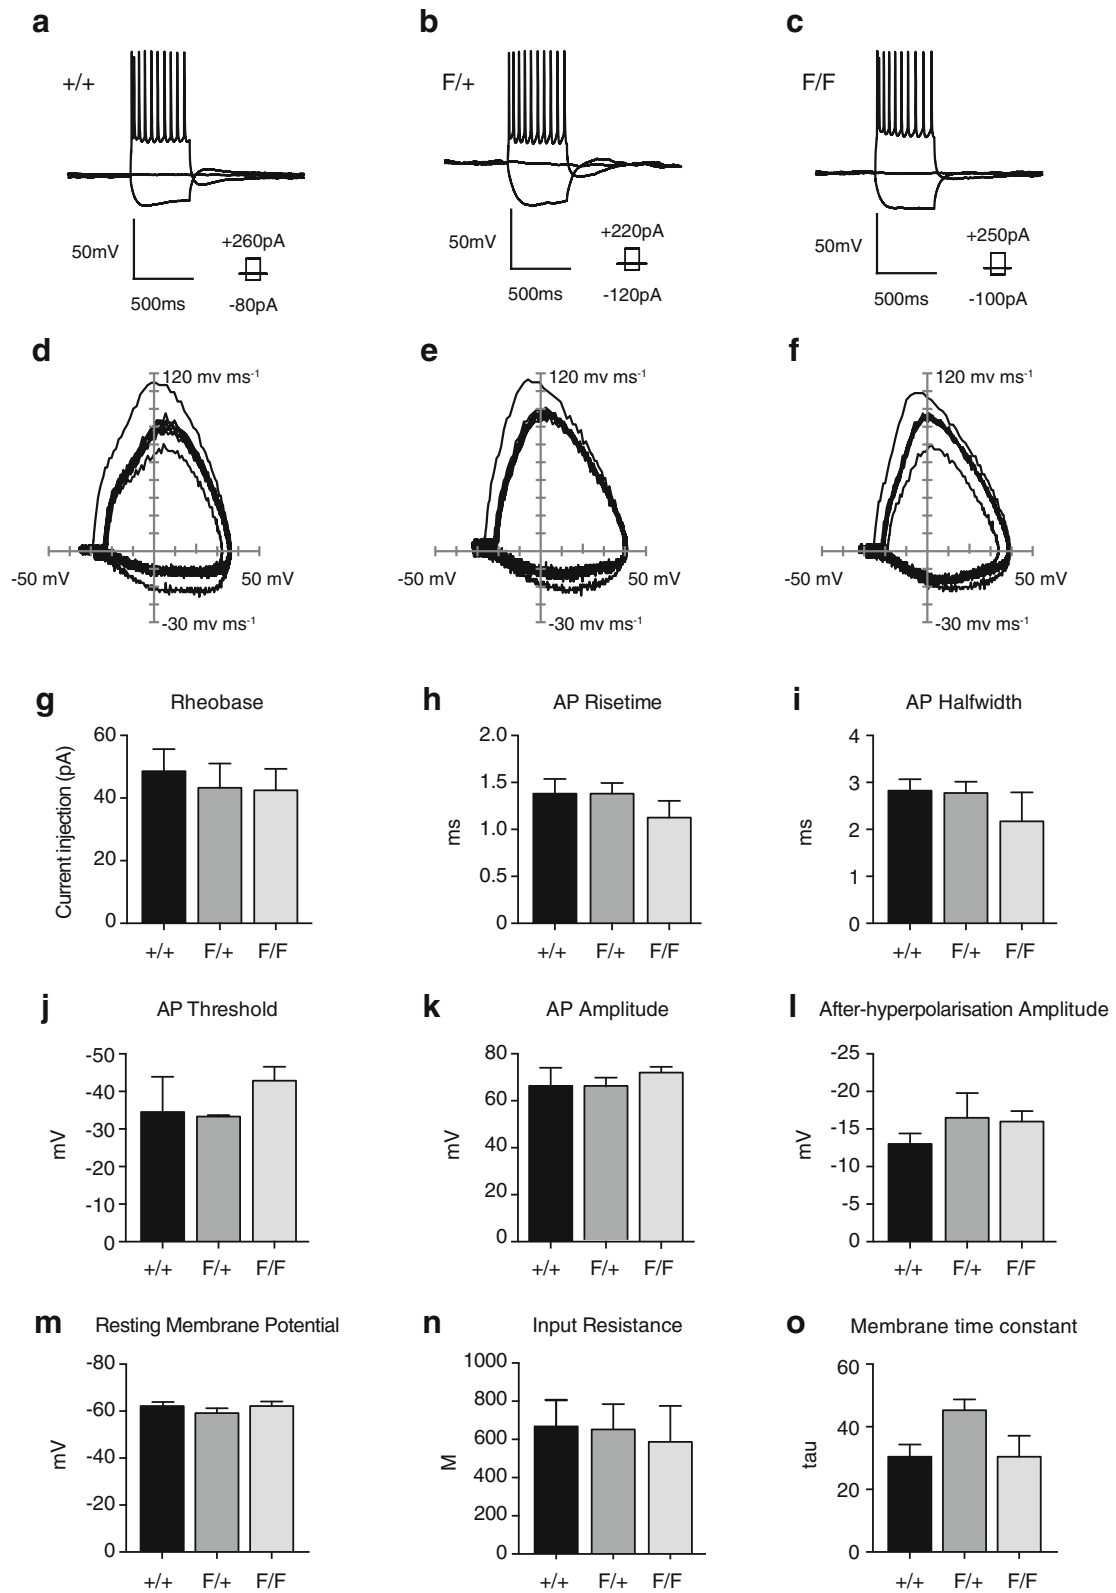 a
b
c
+/+
F/+
F/F
50mV
+260pA
500ms
-80pA
50mV
+220pA
500ms
-120pA
50mV
+250pA
500ms
-100pA
d
e
f
120 mv ms-1
-50 mV
50 mV
-30 mv ms-1
120 mv ms-1
-50 mV
50 mV
-30 mv ms-1
120 mv ms-1
-50 mV
50 mV
-30 mv ms-1
g
Rheobase
Current injection (pA)
60
40
20
0
+/+ F/+ F/F
h
AP Risetime
ms
2.0
1.5
1.0
0.5
0
+/+ F/+ F/F
i
AP Halfwidth
ms
4
3
2
1
0
+/+ F/+ F/F
j
AP Threshold
mV
-50
-40
-30
-20
-10
0
+/+ F/+ F/F
k
AP Amplitude
mV
80
60
40
20
0
+/+ F/+ F/F
l
After-hyperpolarisation Amplitude
mV
-25
-20
-15
-10
-5
0
+/+ F/+ F/F
m
Resting Membrane Potential
mV
-80
-60
-40
-20
0
+/+ F/+ F/F
n
Input Resistance
M
1000
800
600
400
200
0
+/+ F/+ F/F
o
Membrane time constant
tau
60
40
20
0
+/+ F/+ F/F